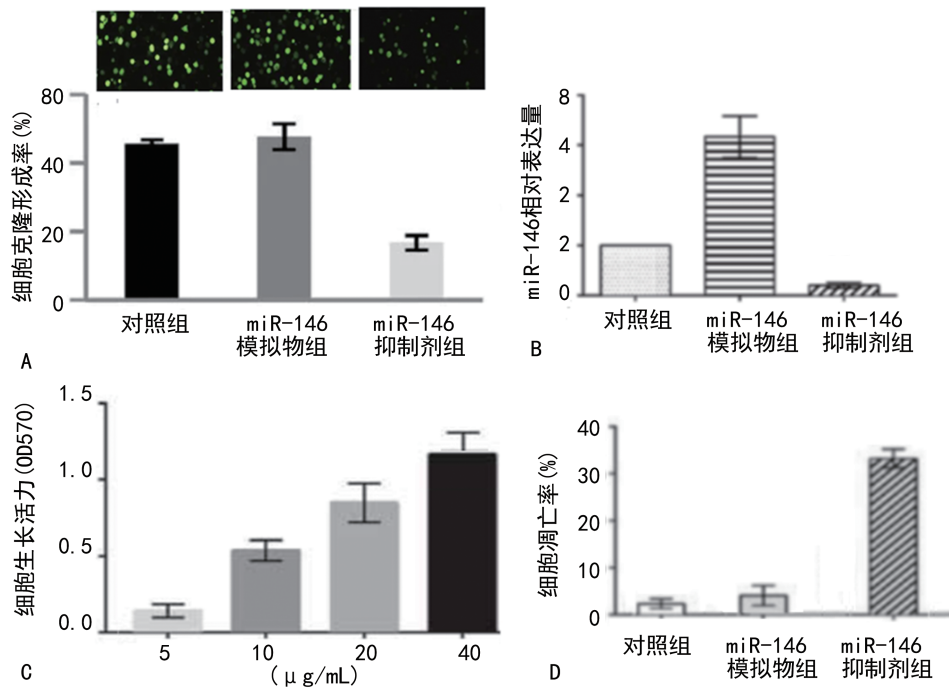 细胞克隆形成率(%)
80
40
20
0
对照组
miR-146
模拟物组
miR-146
抑制剂组
A
miR-146相对表达量
8
4
2
2
0
对照组
miR-146
模拟物组
miR-146
抑制剂组
B
细胞生长活力(OD570)
1.5
1.0
0.5
0.0
5
10
20
40
(μg/mL)
C
细胞凋亡率(%)
40
30
20
10
0
对照组
miR-146
模拟物组
miR-146
抑制剂组
D